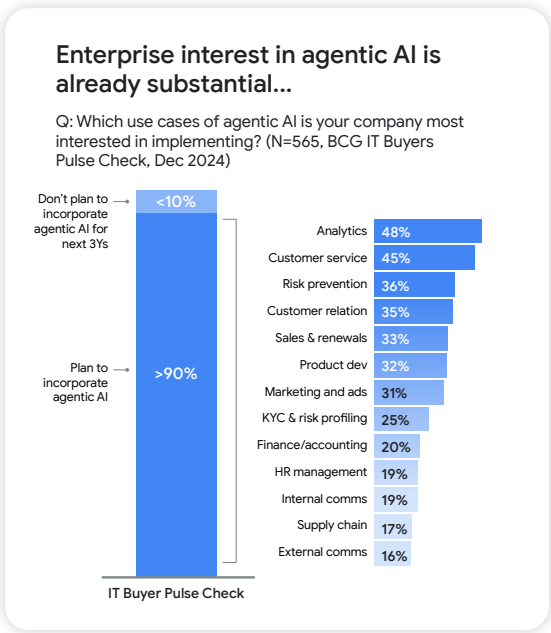 Enterprise interest in agentic AI is
already substantial...
Q: Which use cases of agentic AI is your company most
interested in implementing? (N=565, BCG IT Buyers
Pulse Check, Dec 2024)
Don't plan to
incorporate
agentic AI for
next 3Ys
<10%
Plan to
incorporate
agentic AI
>90%
IT Buyer Pulse Check
Analytics 48%
Customer service 45%
Risk prevention 36%
Customer relation 35%
Sales & renewals 33%
Product dev 32%
Marketing and ads 31%
KYC & risk profiling 25%
Finance/accounting 20%
HR management 19%
Internal comms 19%
Supply chain 17%
External comms 16%